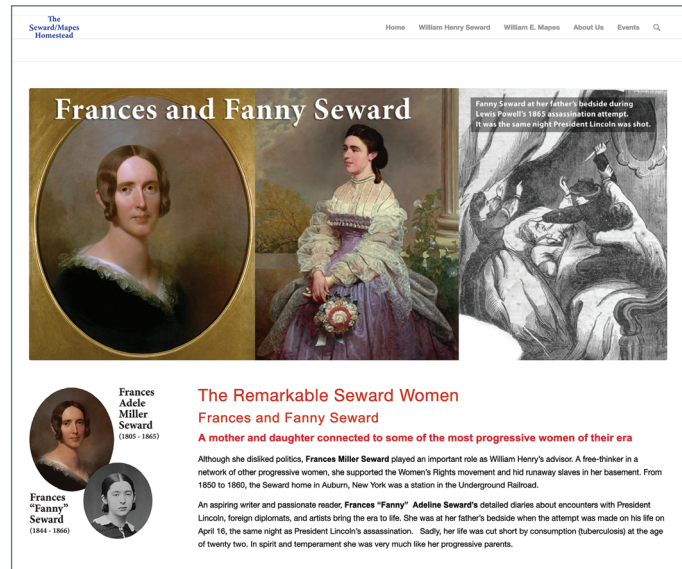 The
Seward/Mapes
Homestead
Home William Henry Seward William E. Mapes About Us Events
Frances and Fanny Seward
Fanny Seward at her father's bedside during
Lewis Powell's 1865 assassination attempt.
It was the same night President Lincoln was shot.
Frances
Adele
Miller
Seward
(1805 - 1865)
Frances
"Fanny"
Seward
(1844 - 1866)
The Remarkable Seward Women
Frances and Fanny Seward
A mother and daughter connected to some of the most progressive women of their era
Although she disliked politics, Frances Miller Seward played an important role as William Henry's advisor. A free-thinker in a
network of other progressive women, she supported the Women's Rights movement and hid runaway slaves in her basement. From
1850 to 1860, the Seward home in Auburn, New York was a station in the Underground Railroad.
An aspiring writer and passionate reader, Frances "Fanny" Adeline Seward's detailed diaries about encounters with President
Lincoln, foreign diplomats, and artists bring the era to life. She was at her father's bedside when the attempt was made on his life on
April 16, the same night as President Lincoln's assassination. Sadly, her life was cut short by consumption (tuberculosis) at the age
of twenty two. In spirit and temperament she was very much like her progressive parents.